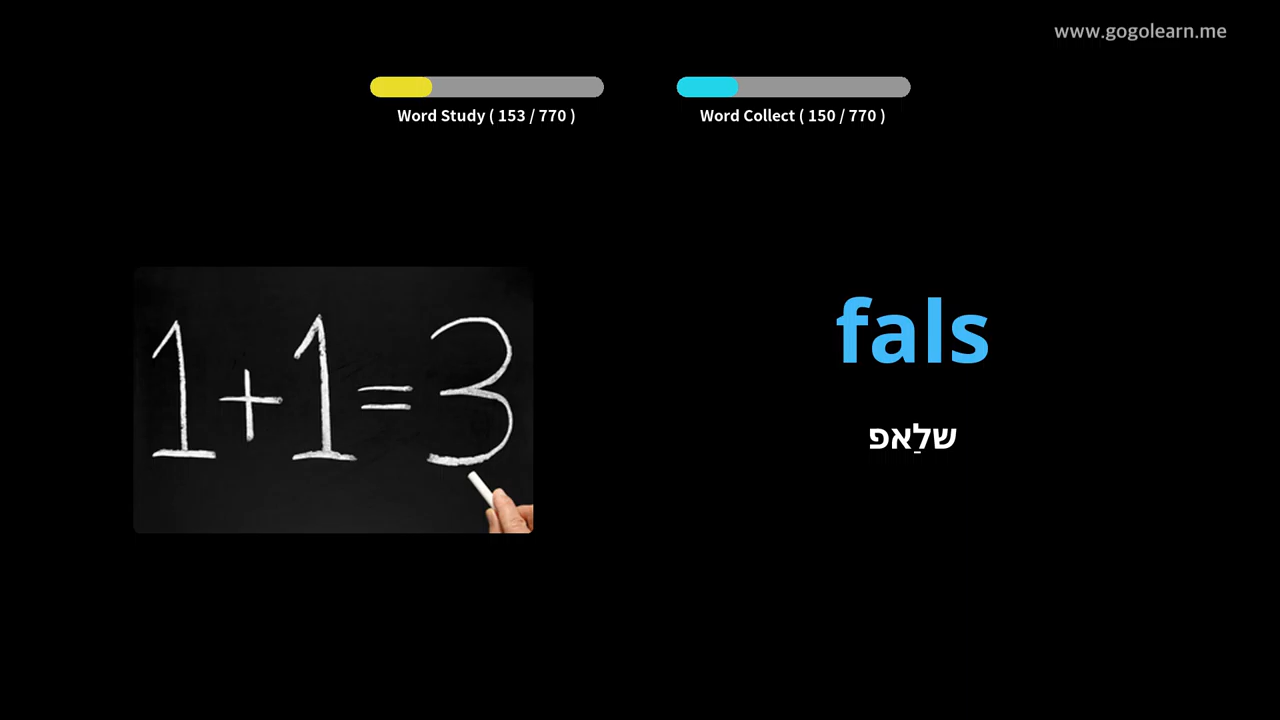 www.gogolearn.me
Word Study ( 153 / 770 )
Word Collect ( 150 / 770 )
1+1=3
fals
שלַאפ